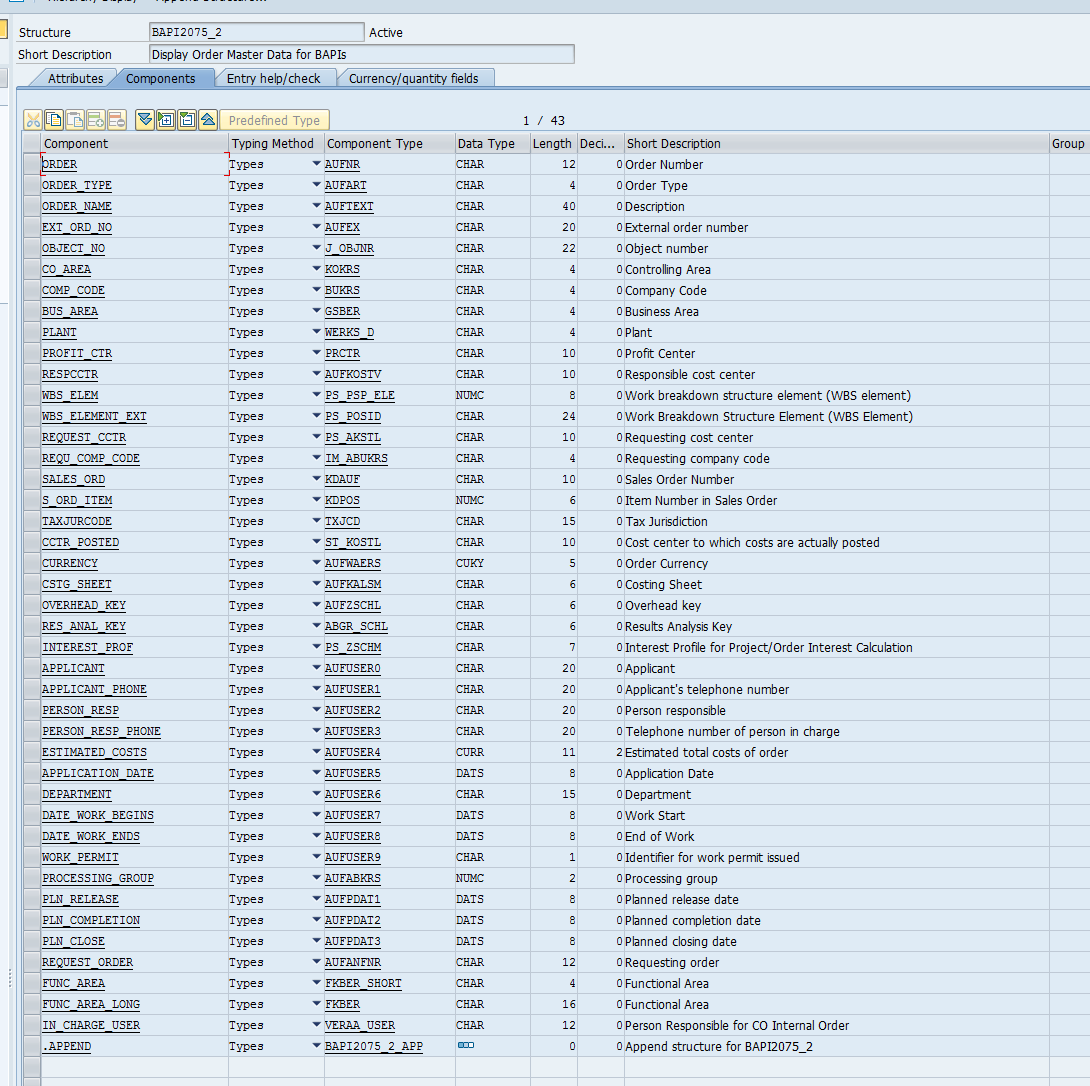 Structure BAPI2075_2 Active
Short Description Display Order Master Data for BAPIs
Attributes Components Entry help/check Currency/quantity fields
Predefined Type 1 / 43
Component Typing Method Component Type Data Type Length Deci... Short Description Group
ORDER Types AUFNR CHAR 12 0 Order Number
ORDER_TYPE Types AUFART CHAR 4 0 Order Type
ORDER_NAME Types AUFTEXT CHAR 40 0 Description
EXT_ORD_NO Types AUFEX CHAR 20 0 External order number
OBJECT_NO Types J_OBJNR CHAR 22 0 Object number
CO_AREA Types KOKRS CHAR 4 0 Controlling Area
COMP_CODE Types BUKRS CHAR 4 0 Company Code
BUS_AREA Types GSBER CHAR 4 0 Business Area
PLANT Types WERKS_D CHAR 4 0 Plant
PROFIT_CTR Types PRCTR CHAR 10 0 Profit Center
RESPCCTR Types AUFKOSTV CHAR 10 0 Responsible cost center
WBS_ELEM Types PS_PSP_ELE NUMC 8 0 Work breakdown structure element (WBS element)
WBS_ELEMENT_EXT Types PS_POSID CHAR 24 0 Work Breakdown Structure Element (WBS Element)
REQUEST_CCTR Types PS_AKSTL CHAR 10 0 Requesting cost center
REQU_COMP_CODE Types IM_ABUKRS CHAR 4 0 Requesting company code
SALES_ORD Types KDAUF CHAR 10 0 Sales Order Number
S_ORD_ITEM Types KDPOS NUMC 6 0 Item Number in Sales Order
TAXJURCODE Types TXJCD CHAR 15 0 Tax Jurisdiction
CCTR_POSTED Types ST_KOSTL CHAR 10 0 Cost center to which costs are actually posted
CURRENCY Types AUFWAERS CUKY 5 0 Order Currency
CSTG_SHEET Types AUFKALSM CHAR 6 0 Costing Sheet
OVERHEAD_KEY Types AUFZSCHL CHAR 6 0 Overhead key
RES_ANAL_KEY Types ABGR_SCHL CHAR 6 0 Results Analysis Key
INTEREST_PROF Types PS_ZSCHM CHAR 7 0 Interest Profile for Project/Order Interest Calculation
APPLICANT Types AUFUSER0 CHAR 20 0 Applicant
APPLICANT_PHONE Types AUFUSER1 CHAR 20 0 Applicant's telephone number
PERSON_RESP Types AUFUSER2 CHAR 20 0 Person responsible
PERSON_RESP_PHONE Types AUFUSER3 CHAR 20 0 Telephone number of person in charge
ESTIMATED_COSTS Types AUFUSER4 CURR 11 2 Estimated total costs of order
APPLICATION_DATE Types AUFUSER5 DATS 8 0 Application Date
DEPARTMENT Types AUFUSER6 CHAR 15 0 Department
DATE_WORK_BEGINS Types AUFUSER7 DATS 8 0 Work Start
DATE_WORK_ENDS Types AUFUSER8 DATS 8 0 End of Work
WORK_PERMIT Types AUFUSER9 CHAR 1 0 Identifier for work permit issued
PROCESSING_GROUP Types AUFABKRS NUMC 2 0 Processing group
PLN_RELEASE Types AUFPDAT1 DATS 8 0 Planned release date
PLN_COMPLETION Types AUFPDAT2 DATS 8 0 Planned completion date
PLN_CLOSE Types AUFPDAT3 DATS 8 0 Planned closing date
REQUEST_ORDER Types AUFANFNR CHAR 12 0 Requesting order
FUNC_AREA Types FKBER_SHORT CHAR 4 0 Functional Area
FUNC_AREA_LONG Types FKBER CHAR 16 0 Functional Area
IN_CHARGE_USER Types VERAA_USER CHAR 12 0 Person Responsible for CO Internal Order
.APPEND Types BAPI2075_2_APP 0 0 Append structure for BAPI2075_2